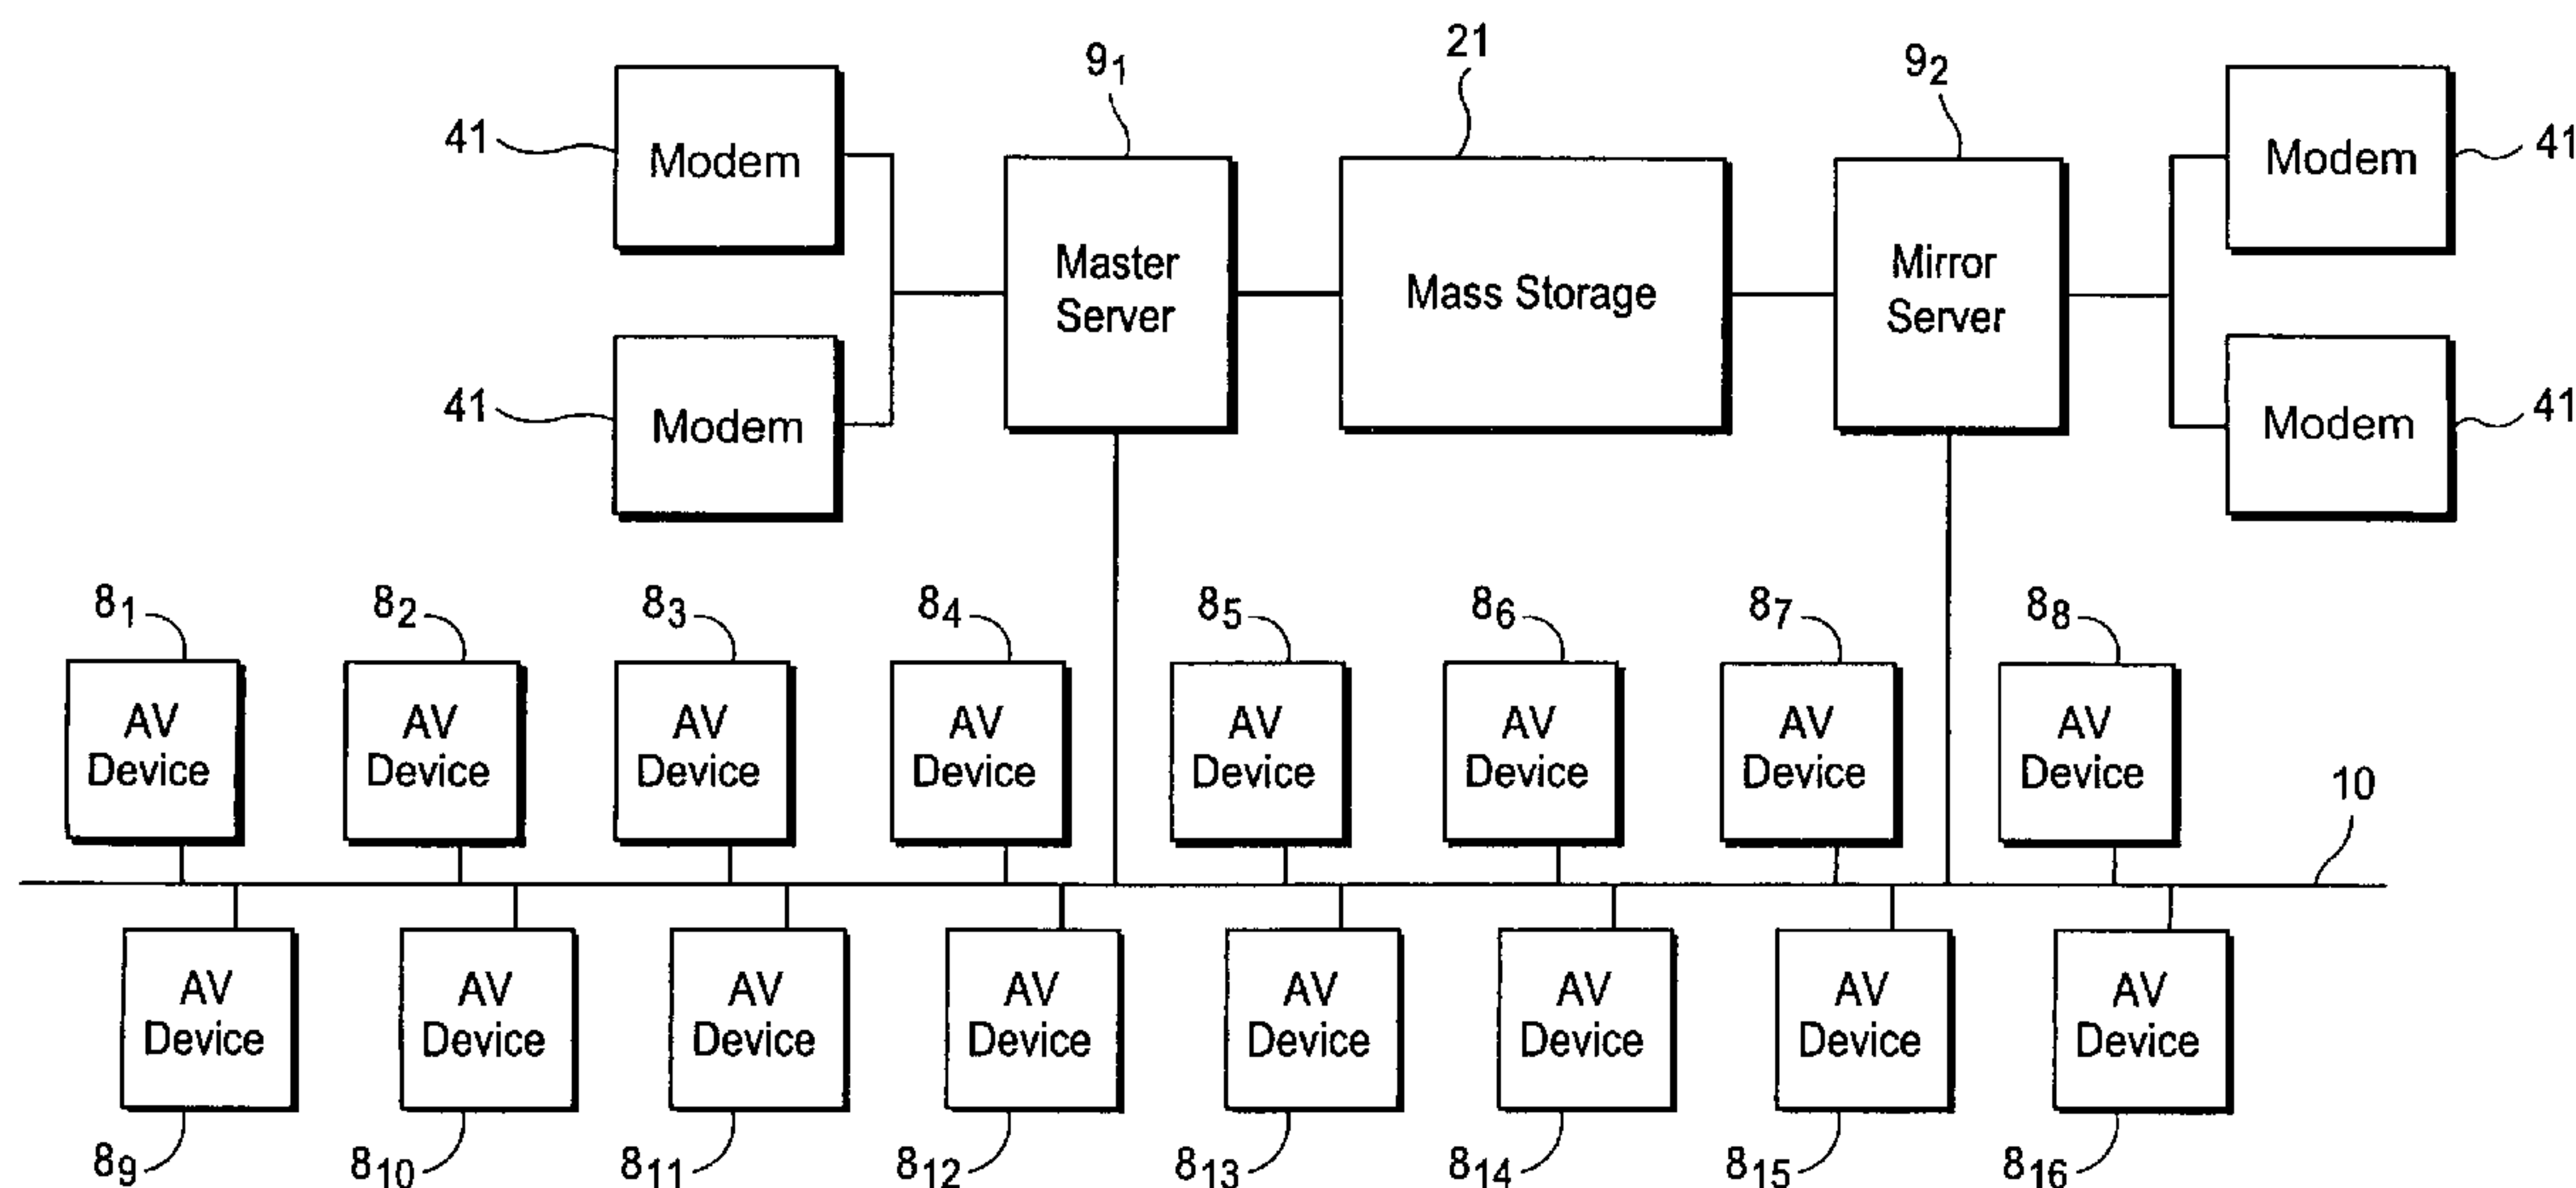 9₁
21
9₂
41
Modem
Modem
41
Master
Server
Mass Storage
Mirror
Server
41
Modem
Modem
41
8₁
8₂
8₃
8₄
8₅
8₆
8₇
8₈
AV
Device
AV
Device
AV
Device
AV
Device
AV
Device
AV
Device
AV
Device
AV
Device
10
AV
Device
AV
Device
AV
Device
AV
Device
AV
Device
AV
Device
AV
Device
AV
Device
8₉
8₁₀
8₁₁
8₁₂
8₁₃
8₁₄
8₁₅
8₁₆